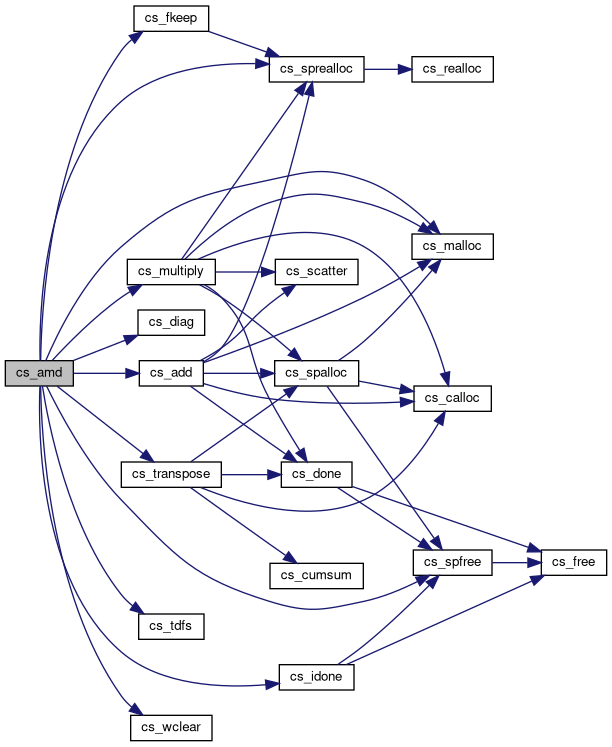 cs_fkeep
cs_sprealloc
cs_realloc
cs_malloc
cs_multiply
cs_scatter
cs_diag
cs_amd
cs_add
cs_spalloc
cs_calloc
cs_transpose
cs_done
cs_spfree
cs_free
cs_cumsum
cs_tdfs
cs_idone
cs_wclear